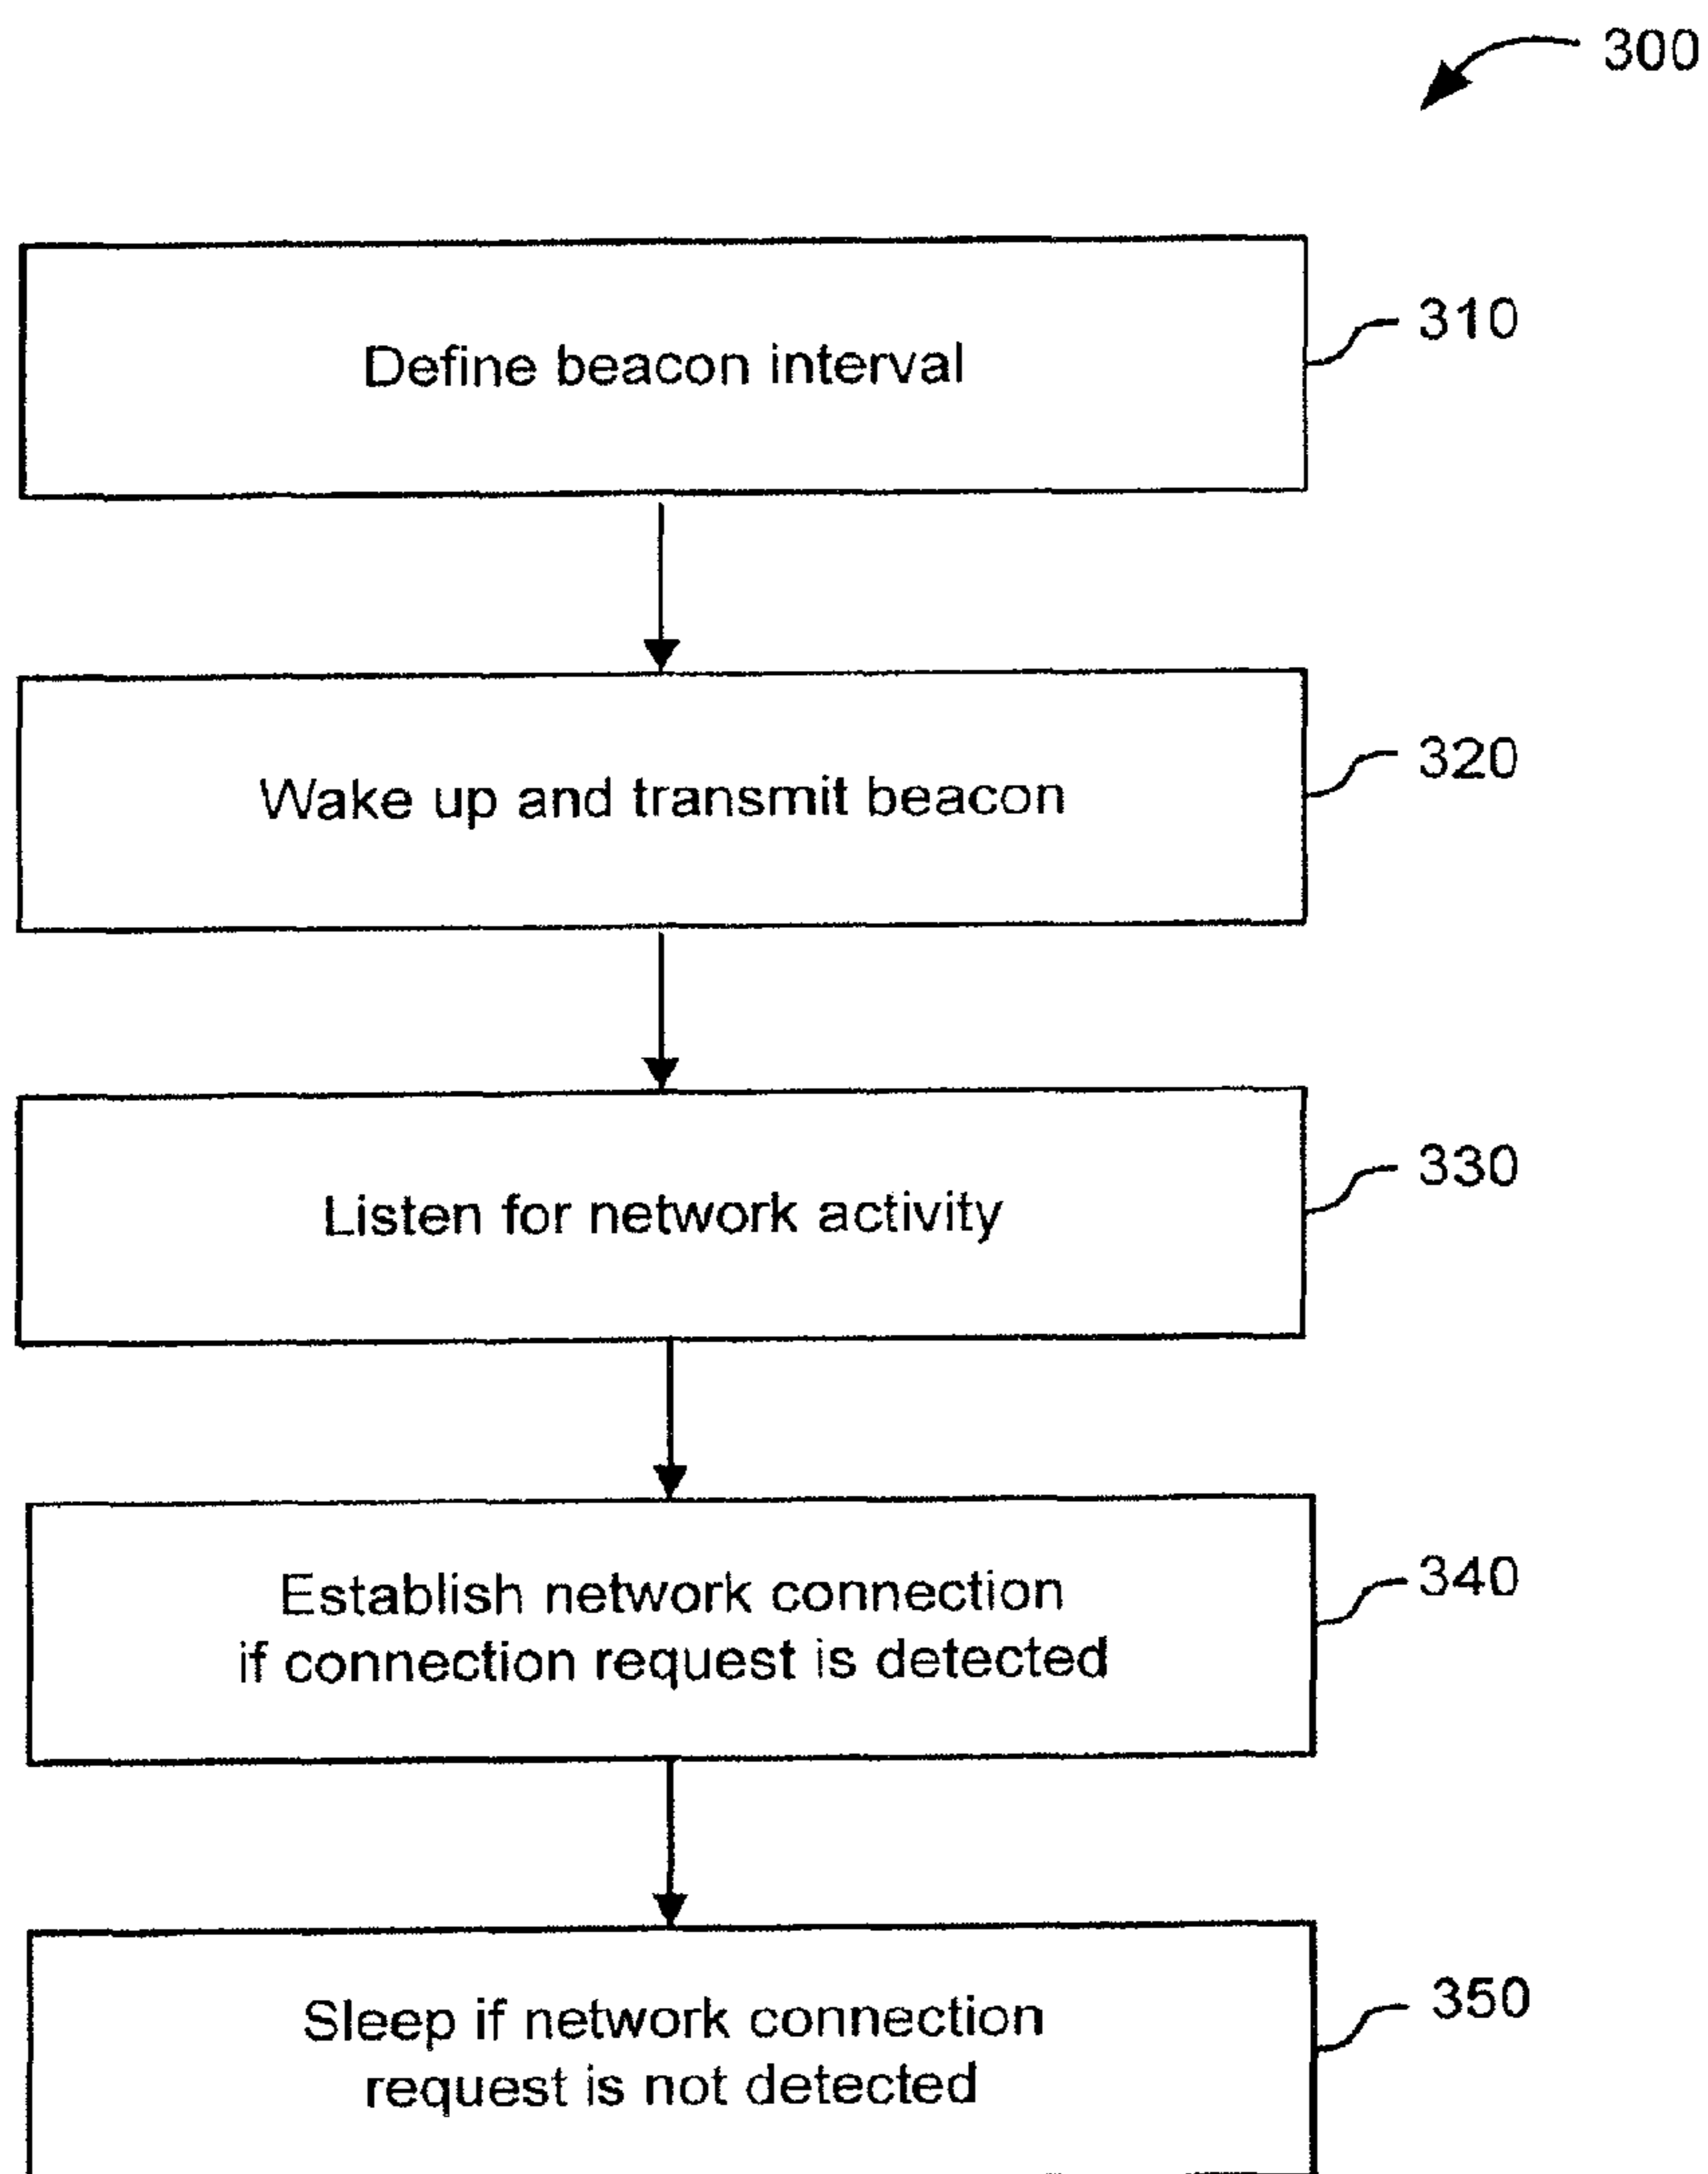 300
Define beacon interval
310
Wake up and transmit beacon
320
Listen for network activity
330
Establish network connection
if connection request is detected
340
Sleep if network connection
request is not detected
350